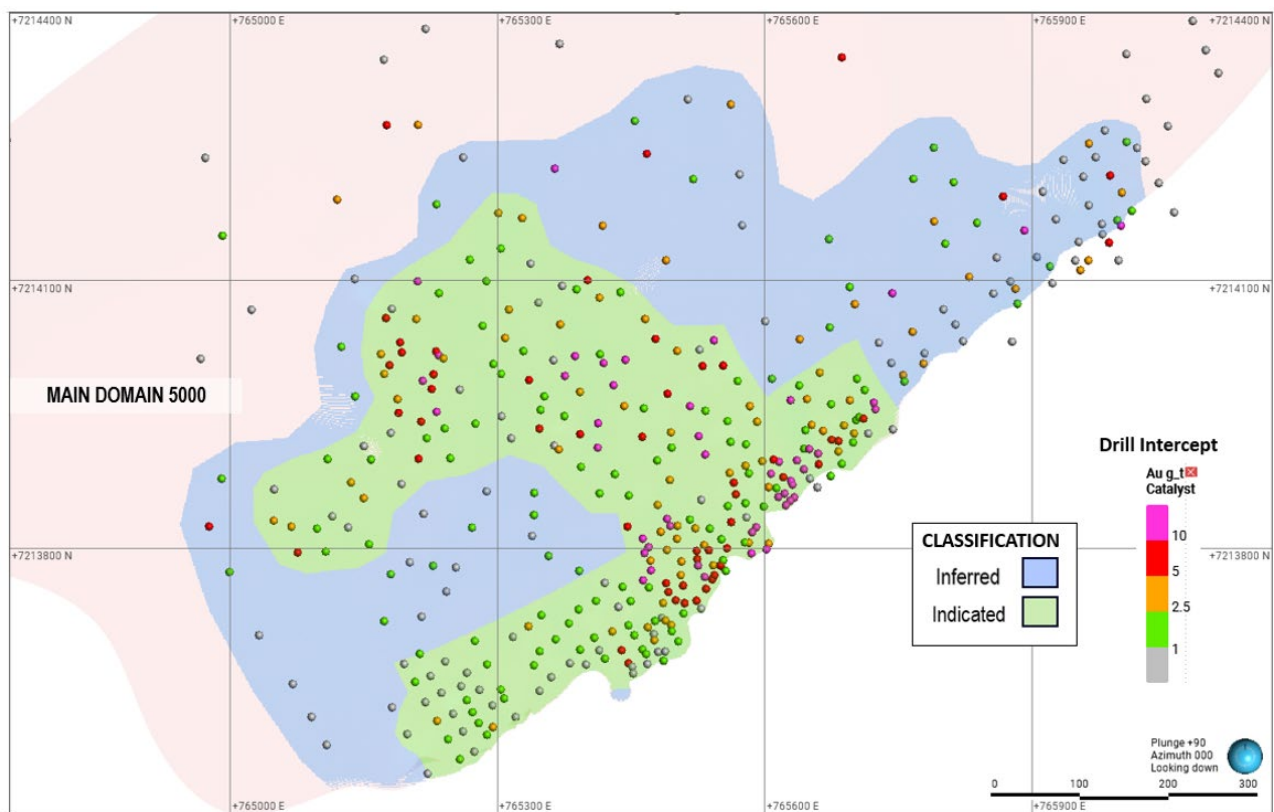 +7214400 N
+765000 E
+765300 E
+765600 E
+765900 E
+7214400 N
+7214100 N
+7214100 N
MAIN DOMAIN 5000
Drill Intercept
Au g_t
Catalyst
10
5
2.5
1
CLASSIFICATION
Inferred
Indicated
+7213800 N
+7213800 N
Plunge +90
Azimuth 000
Looking down
0 100 200 300
+765000 E
+765300 E
+765600 E
+765900 E